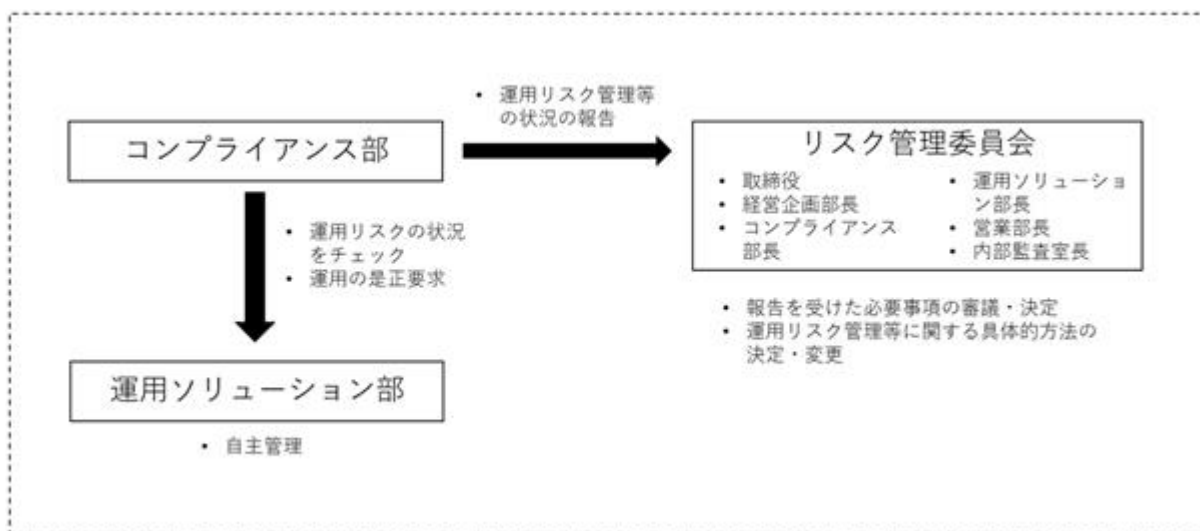 • 運用リスク管理等
の状況の報告
コンプライアンス部
リスク管理委員会
• 取締役
• 経営企画部長
• コンプライアンス
部長
• 運用ソリューショ
ン部長
• 営業部長
• 内部監査室長
• 運用リスクの状況
をチェック
• 運用の是正要求
• 報告を受けた必要事項の審議・決定
• 運用リスク管理等に関する具体的方法の
決定・変更
運用ソリューション部
• 自主管理